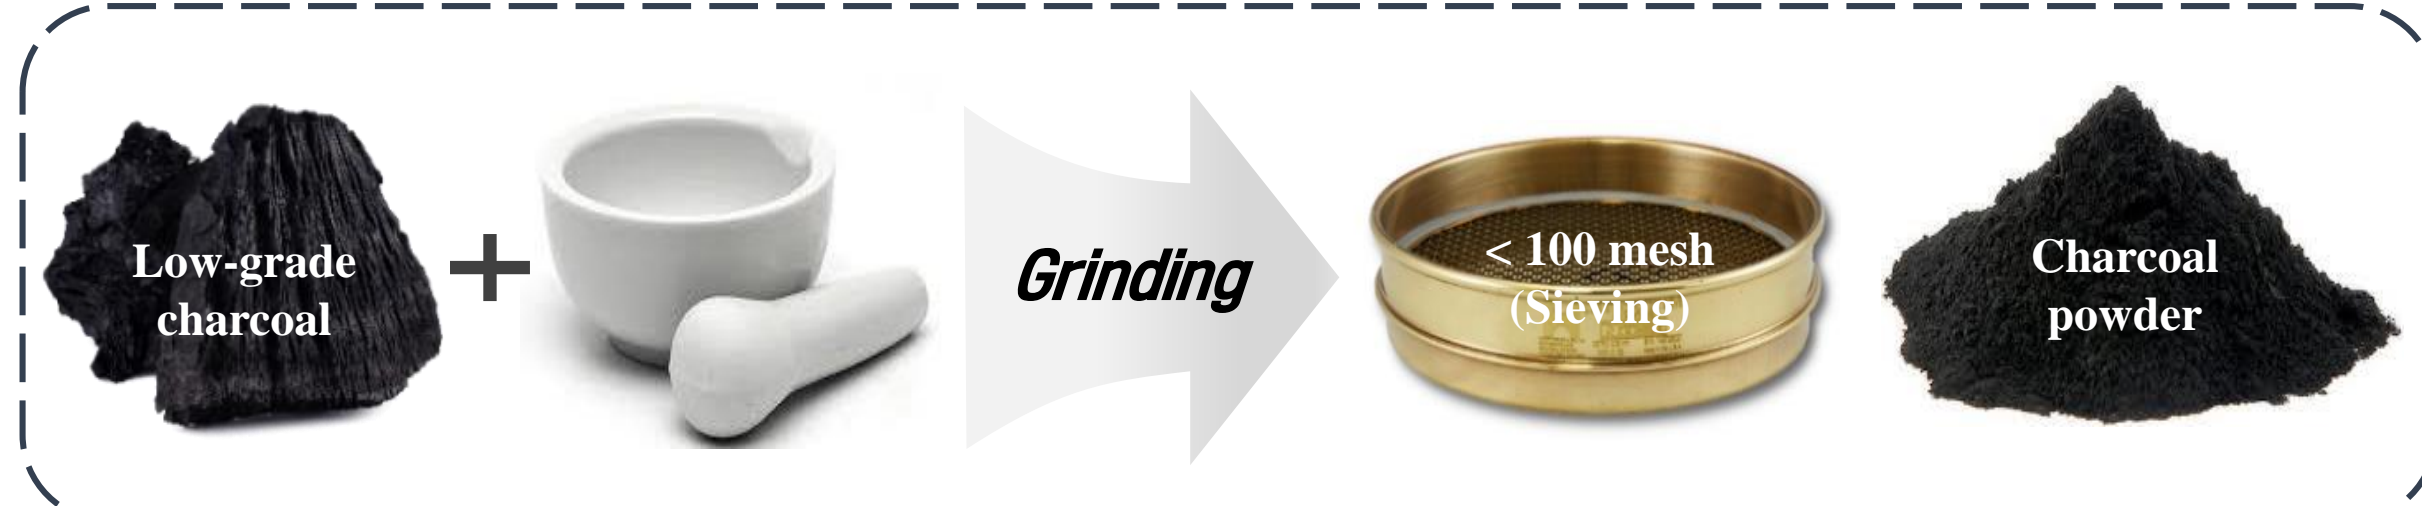 Low-grade
charcoal
+
Grinding
< 100 mesh
(Sieving)
Charcoal
powder